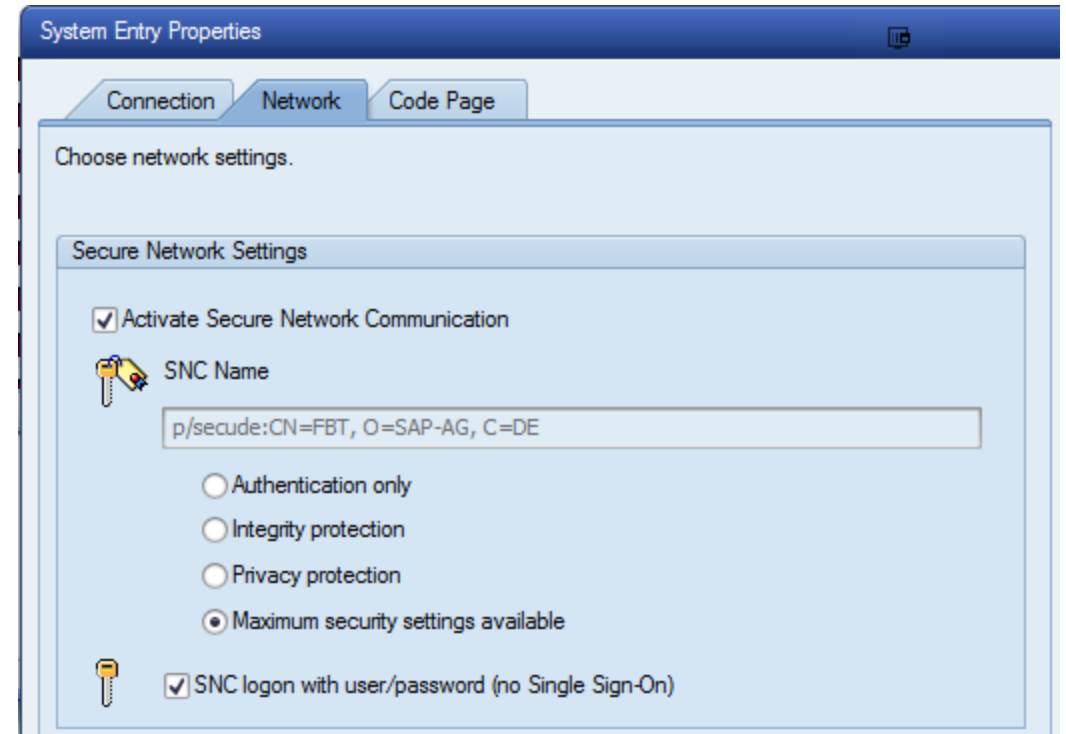 System Entry Properties
Connection Network Code Page
Choose network settings.
Secure Network Settings
Activate Secure Network Communication
SNC Name
p/secude:CN=FBT, O=SAP-AG, C=DE
Authentication only
Integrity protection
Privacy protection
Maximum security settings available
SNC logon with user/password (no Single Sign-On)